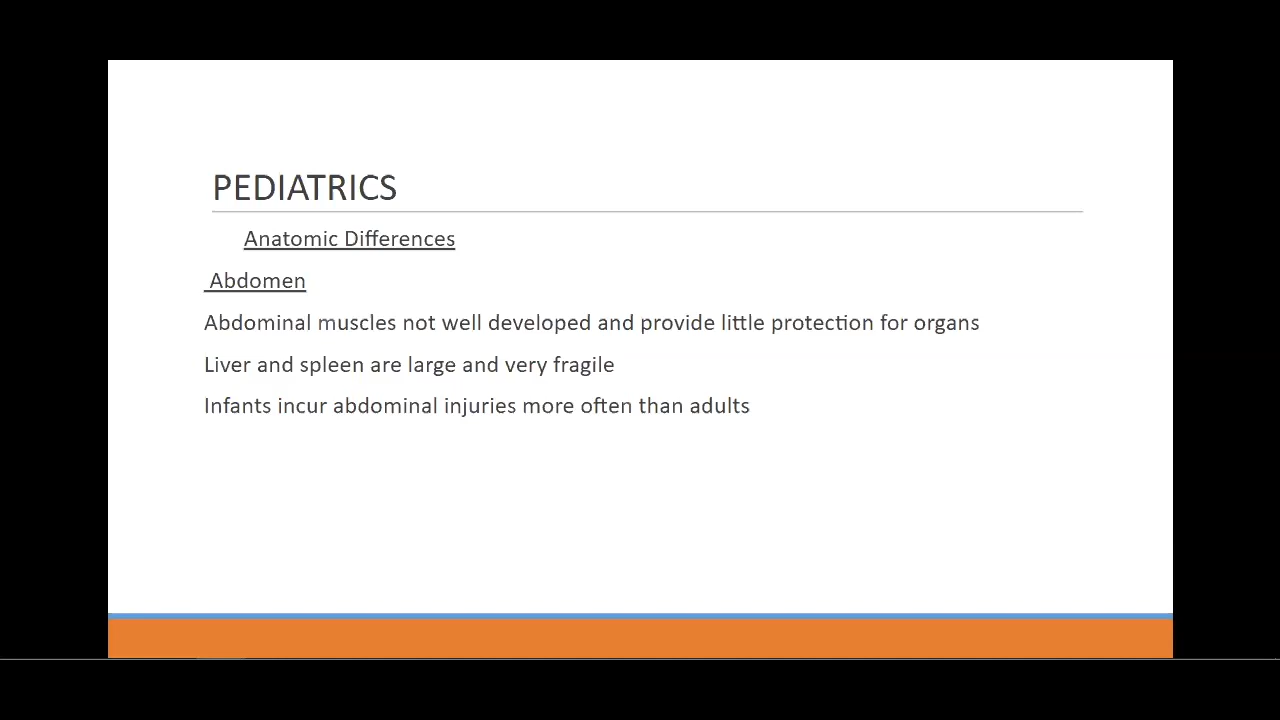 PEDIATRICS
Anatomic Differences
Abdomen
Abdominal muscles not well developed and provide little protection for organs
Liver and spleen are large and very fragile
Infants incur abdominal injuries more often than adults